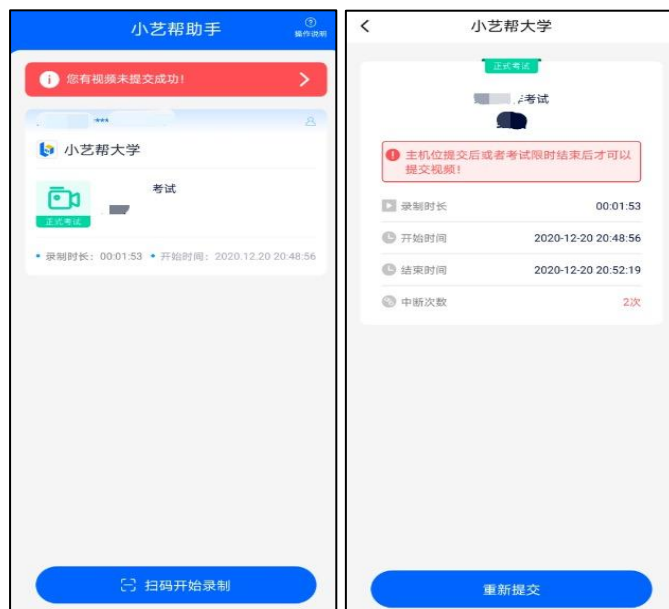 小艺帮助手
操作说明
您有视频未提交成功!
***
小艺帮大学
考试
正式考试
• 录制时长: 00:01:53 • 开始时间: 2020.12.20 20:48:56
扫码开始录制
小艺帮大学
正式考试
考试
主机位提交后或者考试限时结束后才可以
提交视频!
录制时长 00:01:53
开始时间 2020-12-20 20:48:56
结束时间 2020-12-20 20:52:19
中断次数 2次
重新提交